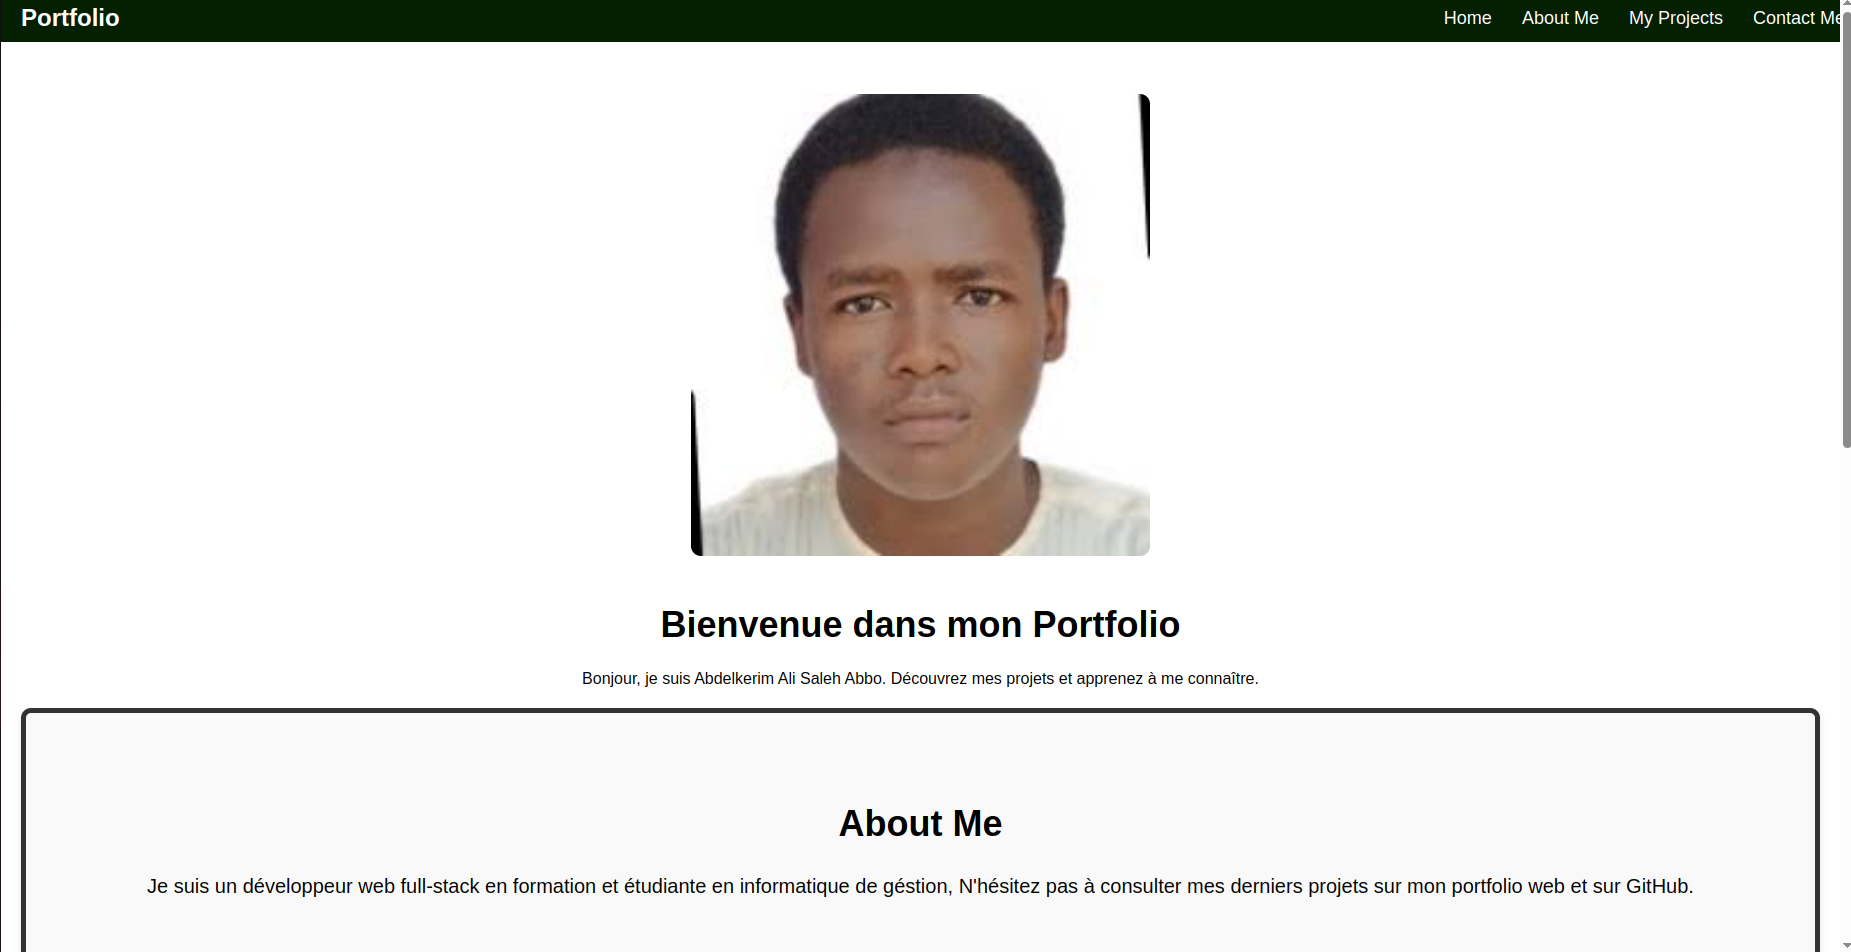 Portfolio
Home About Me My Projects Contact Me
Bienvenue dans mon Portfolio
Bonjour, je suis Abdelkerim Ali Saleh Abbo. Découvrez mes projets et apprenez à me connaître.
About Me
Je suis un développeur web full-stack en formation et étudiante en informatique de géstion, N'hésitez pas à consulter mes derniers projets sur mon portfolio web et sur GitHub.